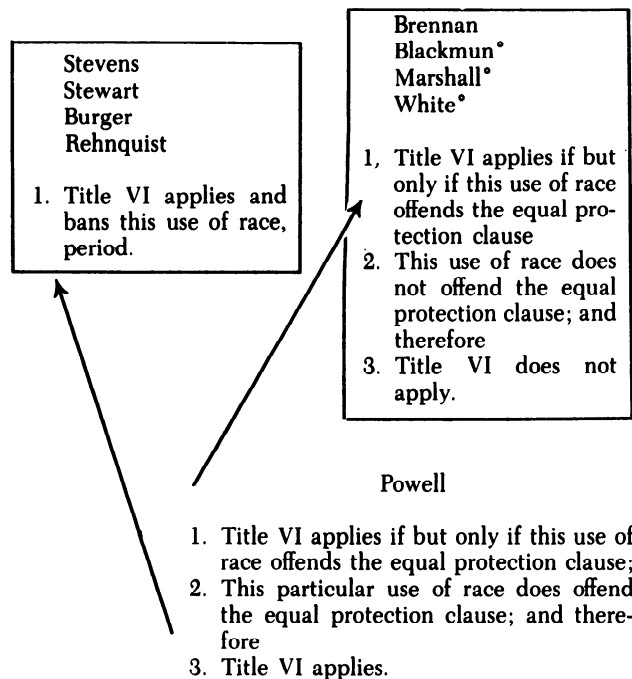 Stevens
Stewart
Burger
Rehnquist
1. Title VI applies and
bans this use of race,
period.
Brennan
Blackmun°
Marshall°
White°
1, Title VI applies if but
only if this use of race
offends the equal pro-
tection clause
2. This use of race does
not offend the equal
protection clause; and
therefore
3. Title VI does not
apply.
Powell
1. Title VI applies if but only if this use of
race offends the equal protection clause;
2. This particular use of race does offend
the equal protection clause; and there-
fore
3. Title VI applies.